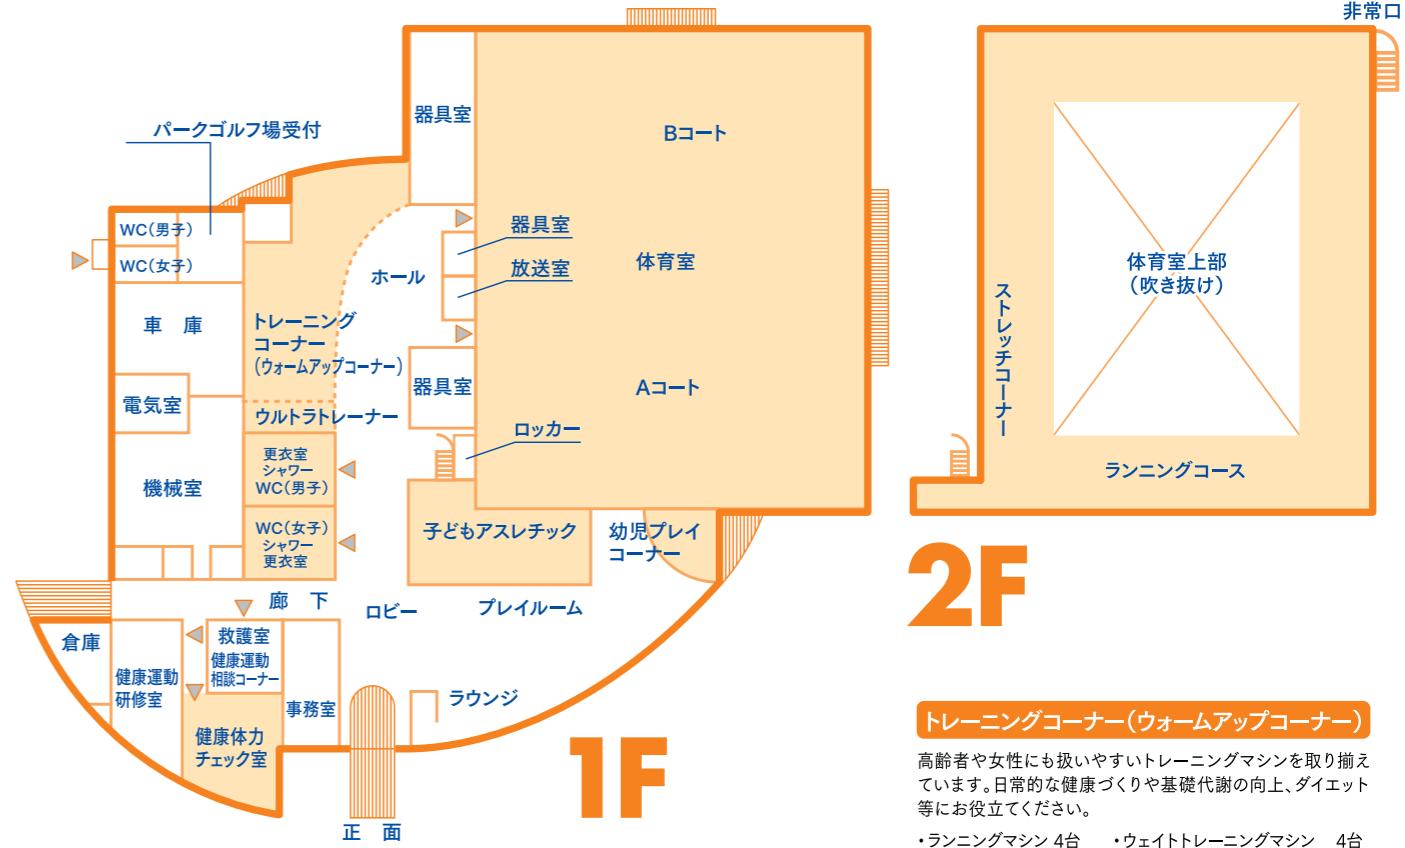 非常口
器具室
Bコート
パークゴルフ場受付
WC(男子)
WC(女子)
器具室
放送室
体育室
ホール
車　庫
トレーニング
コーナー
(ウォームアップコーナー)
器具室
Aコート
電気室
ウルトラトレーナー
ロッカー
更衣室
シャワー
WC(男子)
機械室
WC(女子)
シャワー
更衣室
子どもアスレチック
幼児プレイ
コーナー
廊　下
ロビー
プレイルーム
倉庫
救護室
健康運動
相談コーナー
健康運動
研修室
事務室
ラウンジ
健康体力
チェック室
正　面
1F
体育室上部
(吹き抜け)
ストレッチコーナー
ランニングコース
2F
トレーニングコーナー(ウォームアップコーナー)
高齢者や女性にも扱いやすいトレーニングマシンを取り揃え
ています。日常的な健康づくりや基礎代謝の向上、ダイエット
等にお役立てください。
・ランニングマシン 4台　・ウェイトトレーニングマシン　4台